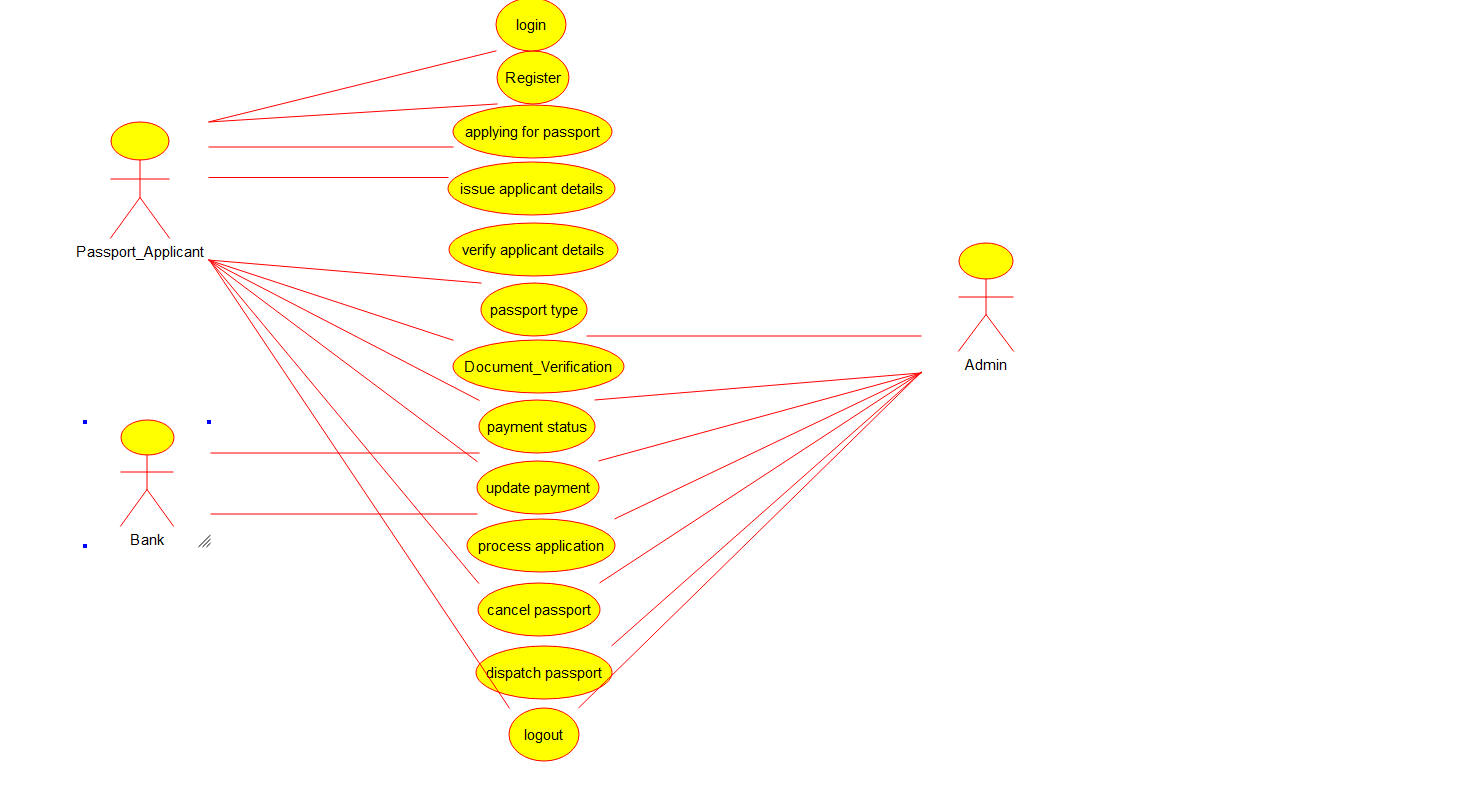 login
Register
applying for passport
issue applicant details
verify applicant details
Passport_Applicant
passport type
Document_Verification
Admin
payment status
update payment
Bank
process application
cancel passport
dispatch passport
logout